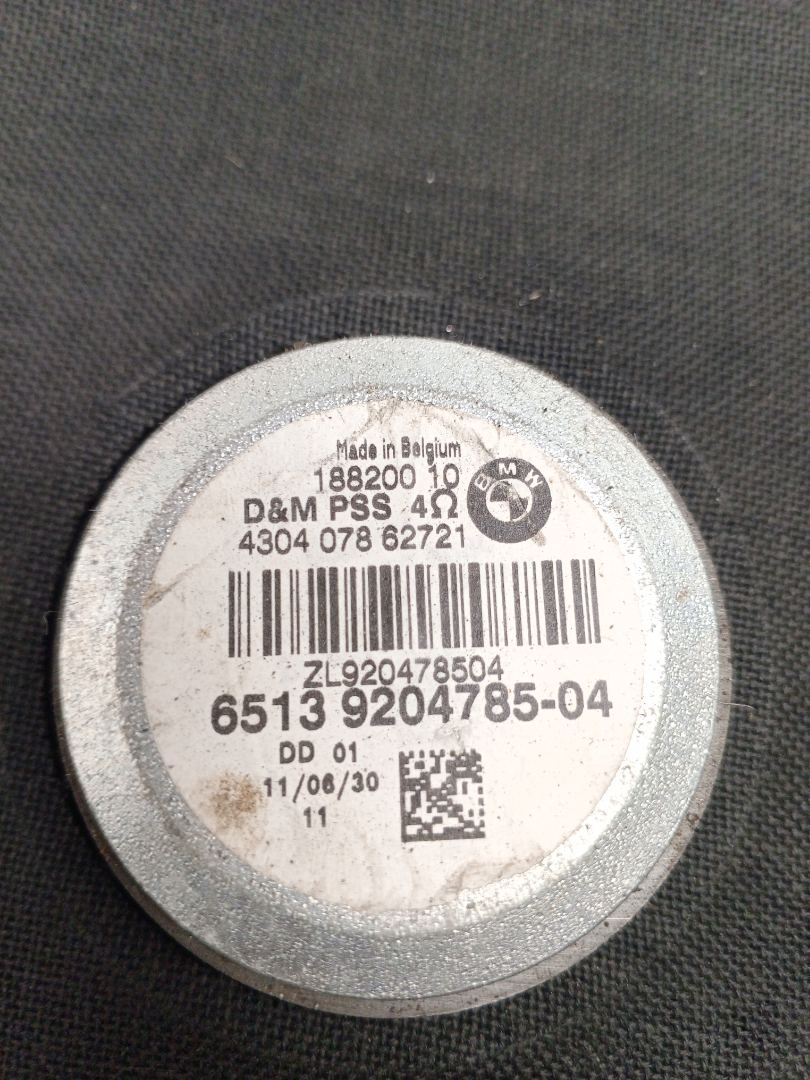 Made in Belgium
188200 10
D&M PSS 4Ω
4304 078 62721
BMW
ZL920478504
6513 9204785-04
DD 01
11/06/30
11